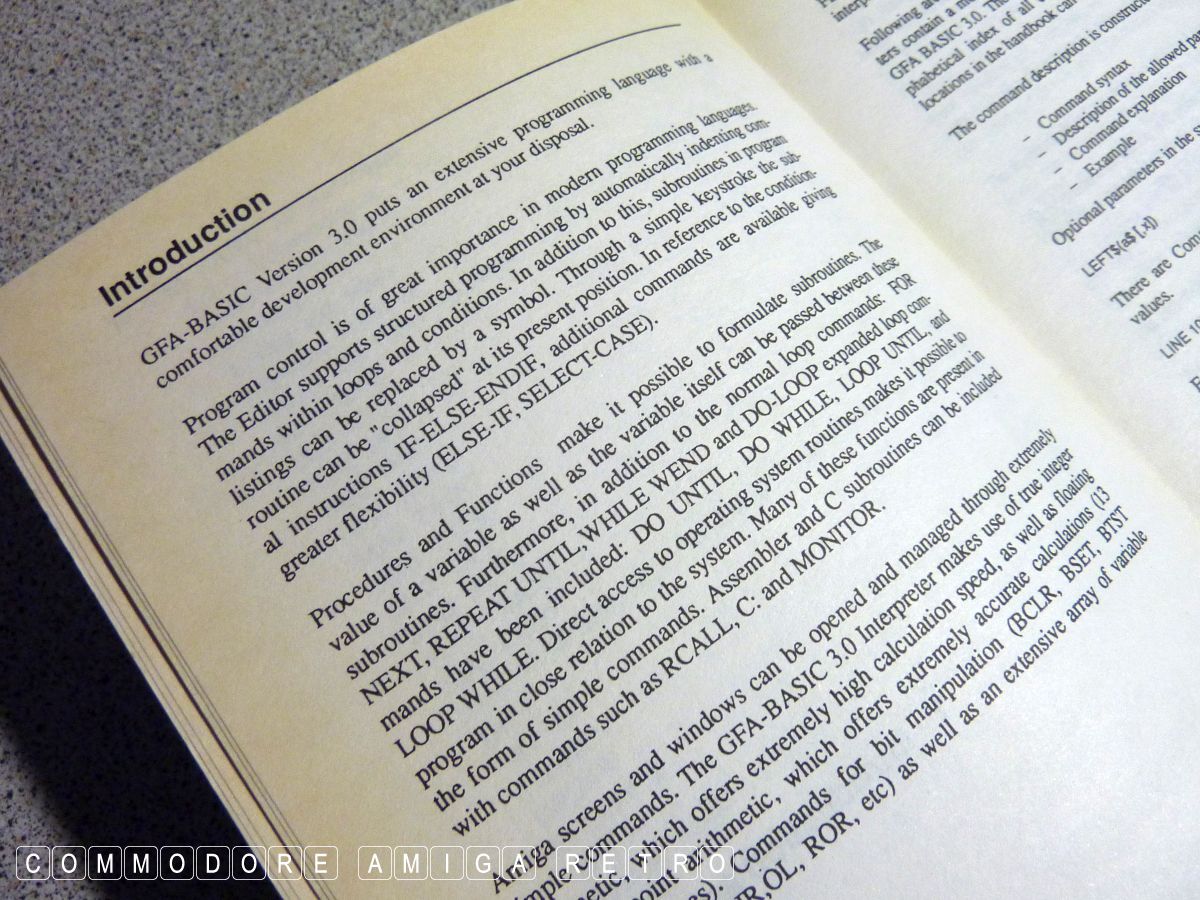 Introduction
GFA-BASIC Version 3.0 puts an extensive programming language with a
comfortable development environment at your disposal.
Program control is of great importance in modern programming languages.
The Editor supports structured programming by automatically indenting com-
mands within loops and conditions. In addition to this, subroutines in program
listings can be replaced by a symbol. Through a simple keystroke the sub-
routine can be "collapsed" at its present position. In reference to the condition-
al instructions IF-ELSE-ENDIF, additional commands are available giving
greater flexibility (ELSE-IF, SELECT-CASE).
Procedures and Functions make it possible to formulate subroutines. The
value of a variable as well as the variable itself can be passed between these
subroutines. Furthermore, in addition to the normal loop commands: FOR
NEXT, REPEAT UNTIL, WHILE WEND and DO-LOOP expanded loop com-
mands have been included: DO UNTIL, DO WHILE, LOOP UNTIL, and
LOOP WHILE. Direct access to operating system routines makes it possible to
program in close relation to the system. Many of these functions are present in
the form of simple commands. Assembler and C subroutines can be included
with commands such as RCALL, C: and MONITOR.
Amiga screens and windows can be opened and managed through extremely
simple commands. The GFA-BASIC 3.0 Interpreter makes use of true integer
which offers extremely high calculation speed, as well as floating
point arithmetic, which offers extremely accurate calculations (13
Commands for bit manipulation (BCLR, BSET, BTST
ROR, etc) as well as an extensive array of variable
Following
ters contain a
GFA BASIC 3.0.
phabetical index of all
locations in the handbook can
The command description is
- Command syntax
- Description of the allowed
- Command explanation
- Example
Optional parameters in the
LEFT$(a$ [,x])
There are
values.
LINE
COMMODORE AMIGA RETRO